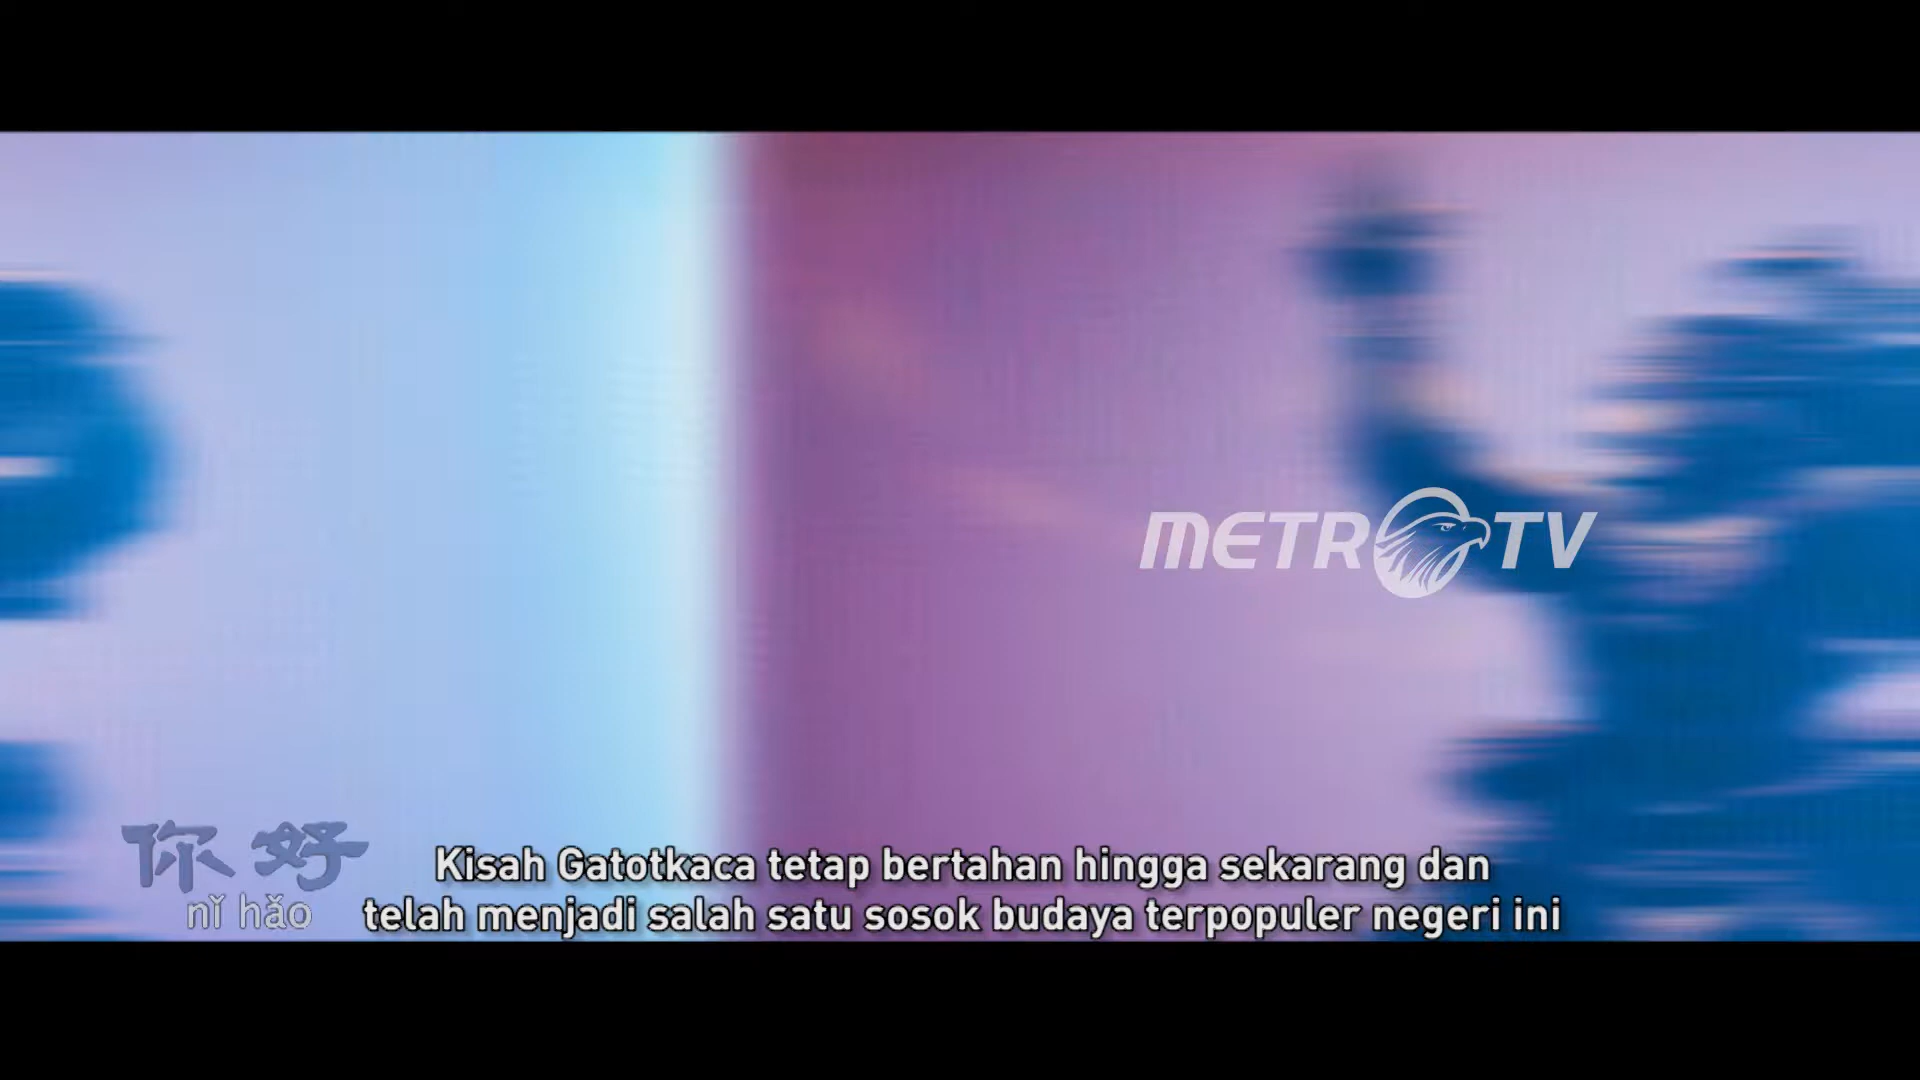 METRO TV
你好
nǐ hǎo
Kisah Gatotkaca tetap bertahan hingga sekarang dan
telah menjadi salah satu sosok budaya terpopuler negeri ini